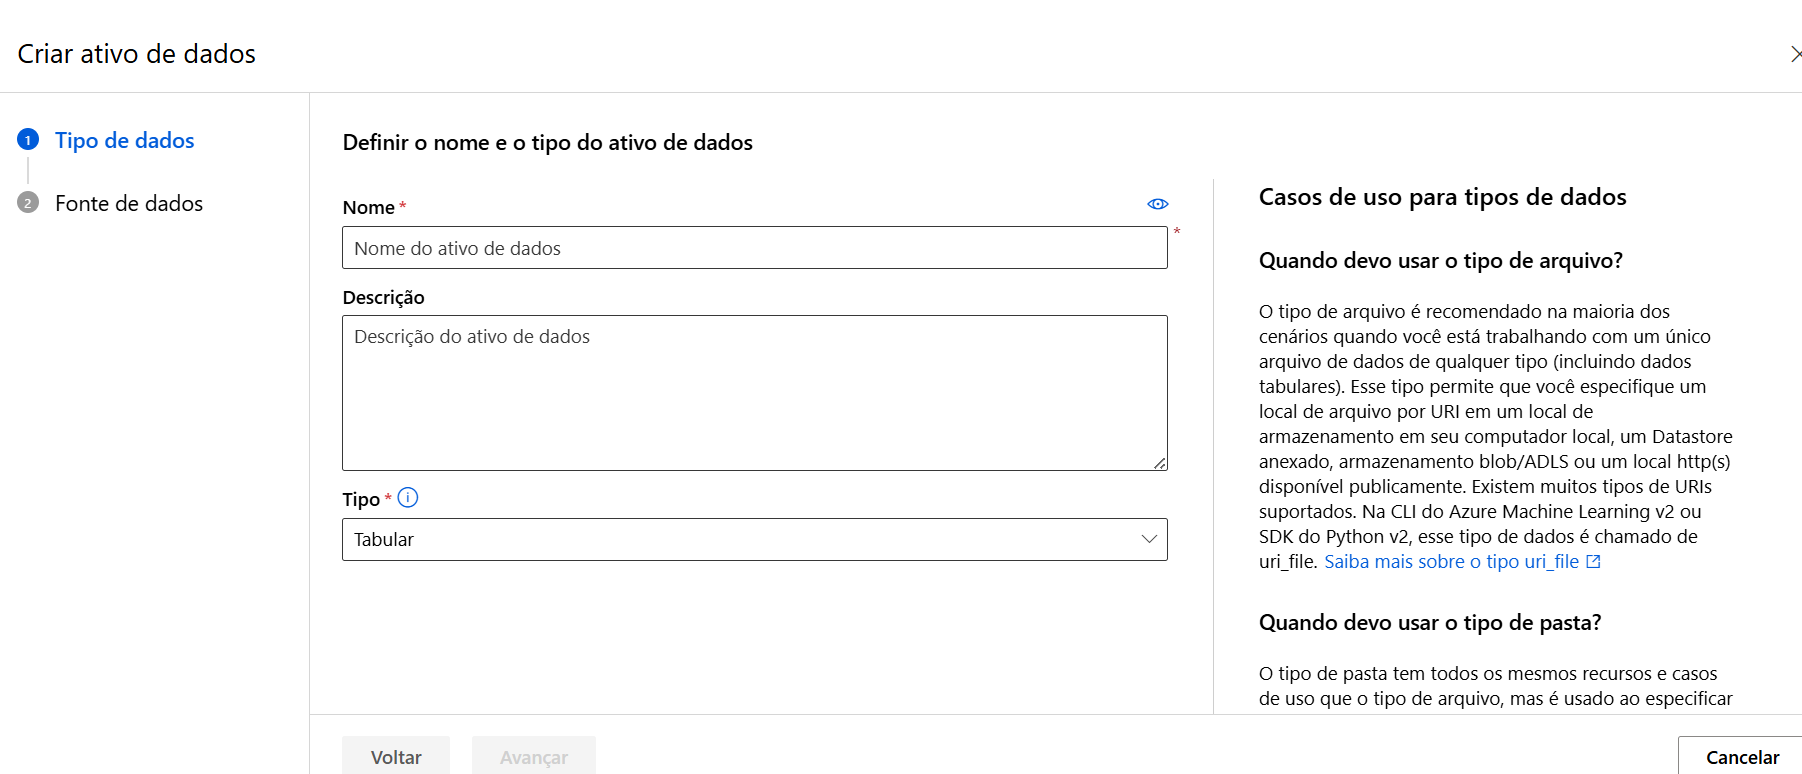 Criar ativo de dados
1 Tipo de dados
2 Fonte de dados
Definir o nome e o tipo do ativo de dados
Nome *
Nome do ativo de dados
*
Descrição
Descrição do ativo de dados
Tipo *
Tabular
Voltar
Avançar
Casos de uso para tipos de dados
Quando devo usar o tipo de arquivo?
O tipo de arquivo é recomendado na maioria dos
cenários quando você está trabalhando com um único
arquivo de dados de qualquer tipo (incluindo dados
tabulares). Esse tipo permite que você especifique um
local de arquivo por URI em um local de
armazenamento em seu computador local, um Datastore
anexado, armazenamento blob/ADLS ou um local http(s)
disponível publicamente. Existem muitos tipos de URIs
suportados. Na CLI do Azure Machine Learning v2 ou
SDK do Python v2, esse tipo de dados é chamado de
uri_file. Saiba mais sobre o tipo uri_file
Quando devo usar o tipo de pasta?
O tipo de pasta tem todos os mesmos recursos e casos
de uso que o tipo de arquivo, mas é usado ao especificar
Cancelar